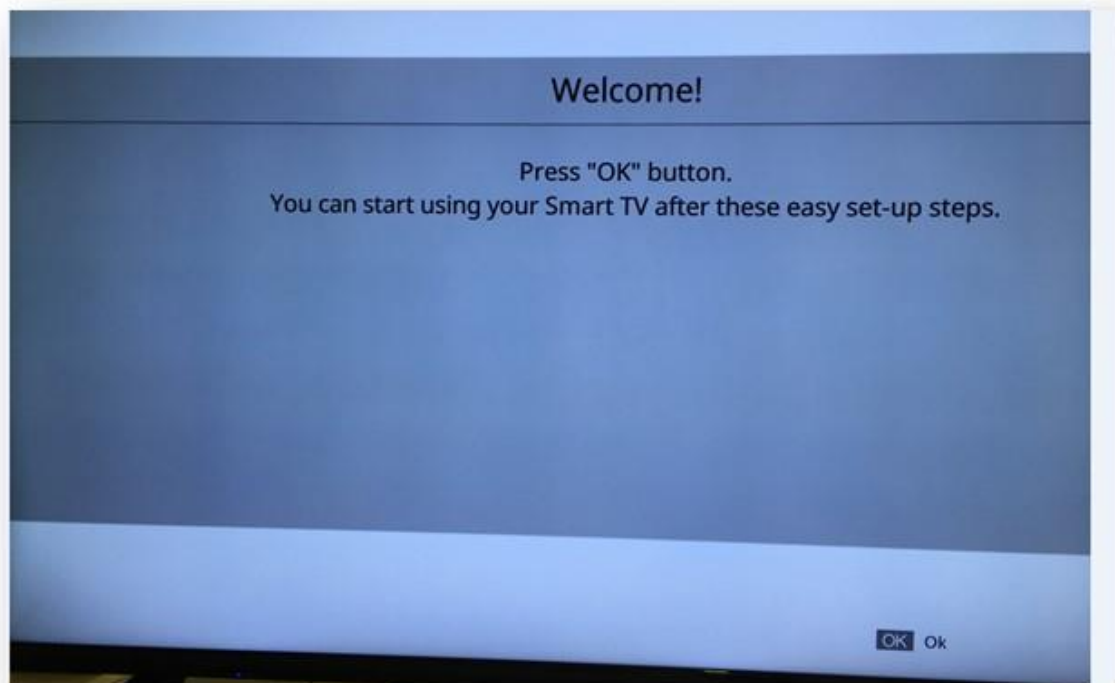 Welcome!
Press "OK" button.
You can start using your Smart TV after these easy set-up steps.
OK Ok